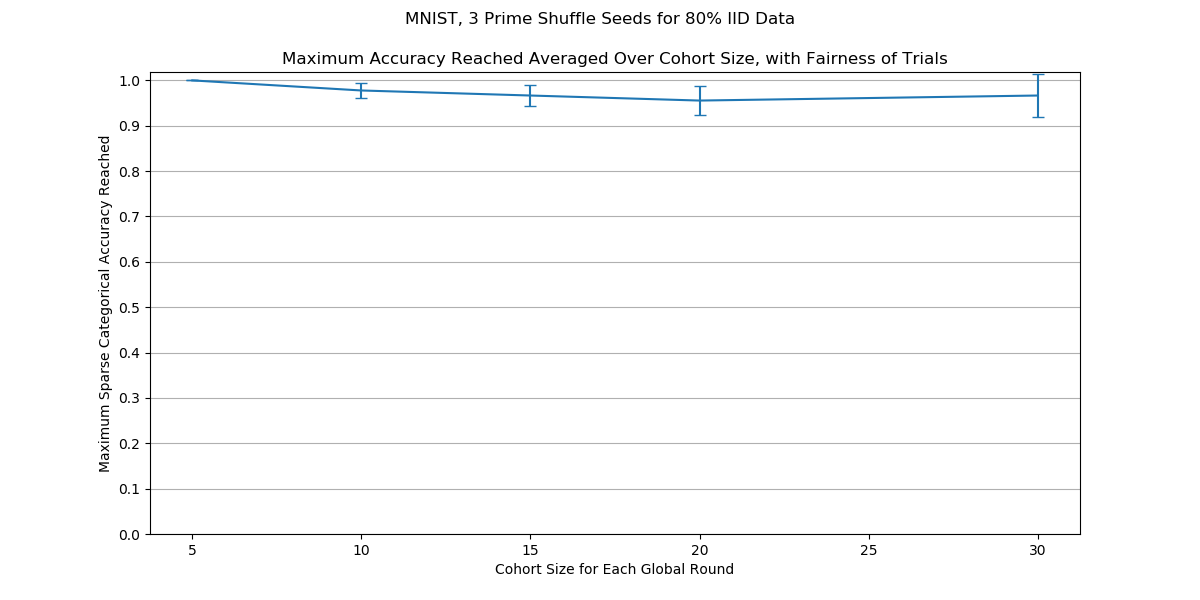 MNIST, 3 Prime Shuffle Seeds for 80% IID Data
Maximum Accuracy Reached Averaged Over Cohort Size, with Fairness of Trials
Maximum Sparse Categorical Accuracy Reached
1.0
0.9
0.8
0.7
0.6
0.5
0.4
0.3
0.2
0.1
0.0
5 10 15 20 25 30
Cohort Size for Each Global Round